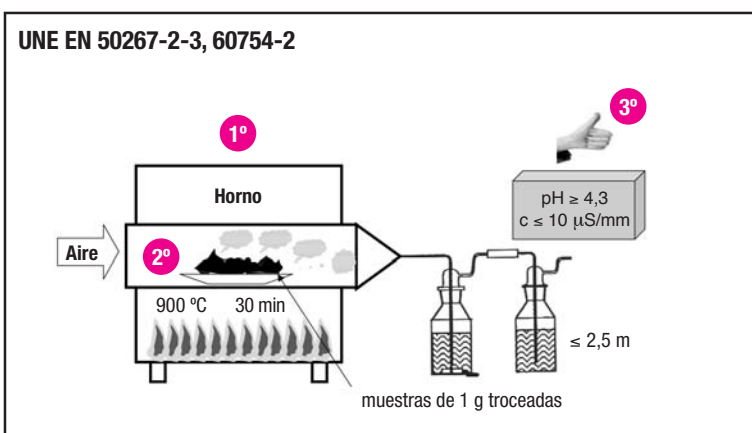 UNE EN 50267-2-3, 60754-2
1º
3º
Horno
pH ≥ 4,3
c ≤ 10 μS/mm
Aire
2º
900 ºC 30 min
≤ 2,5 m
muestras de 1 g troceadas